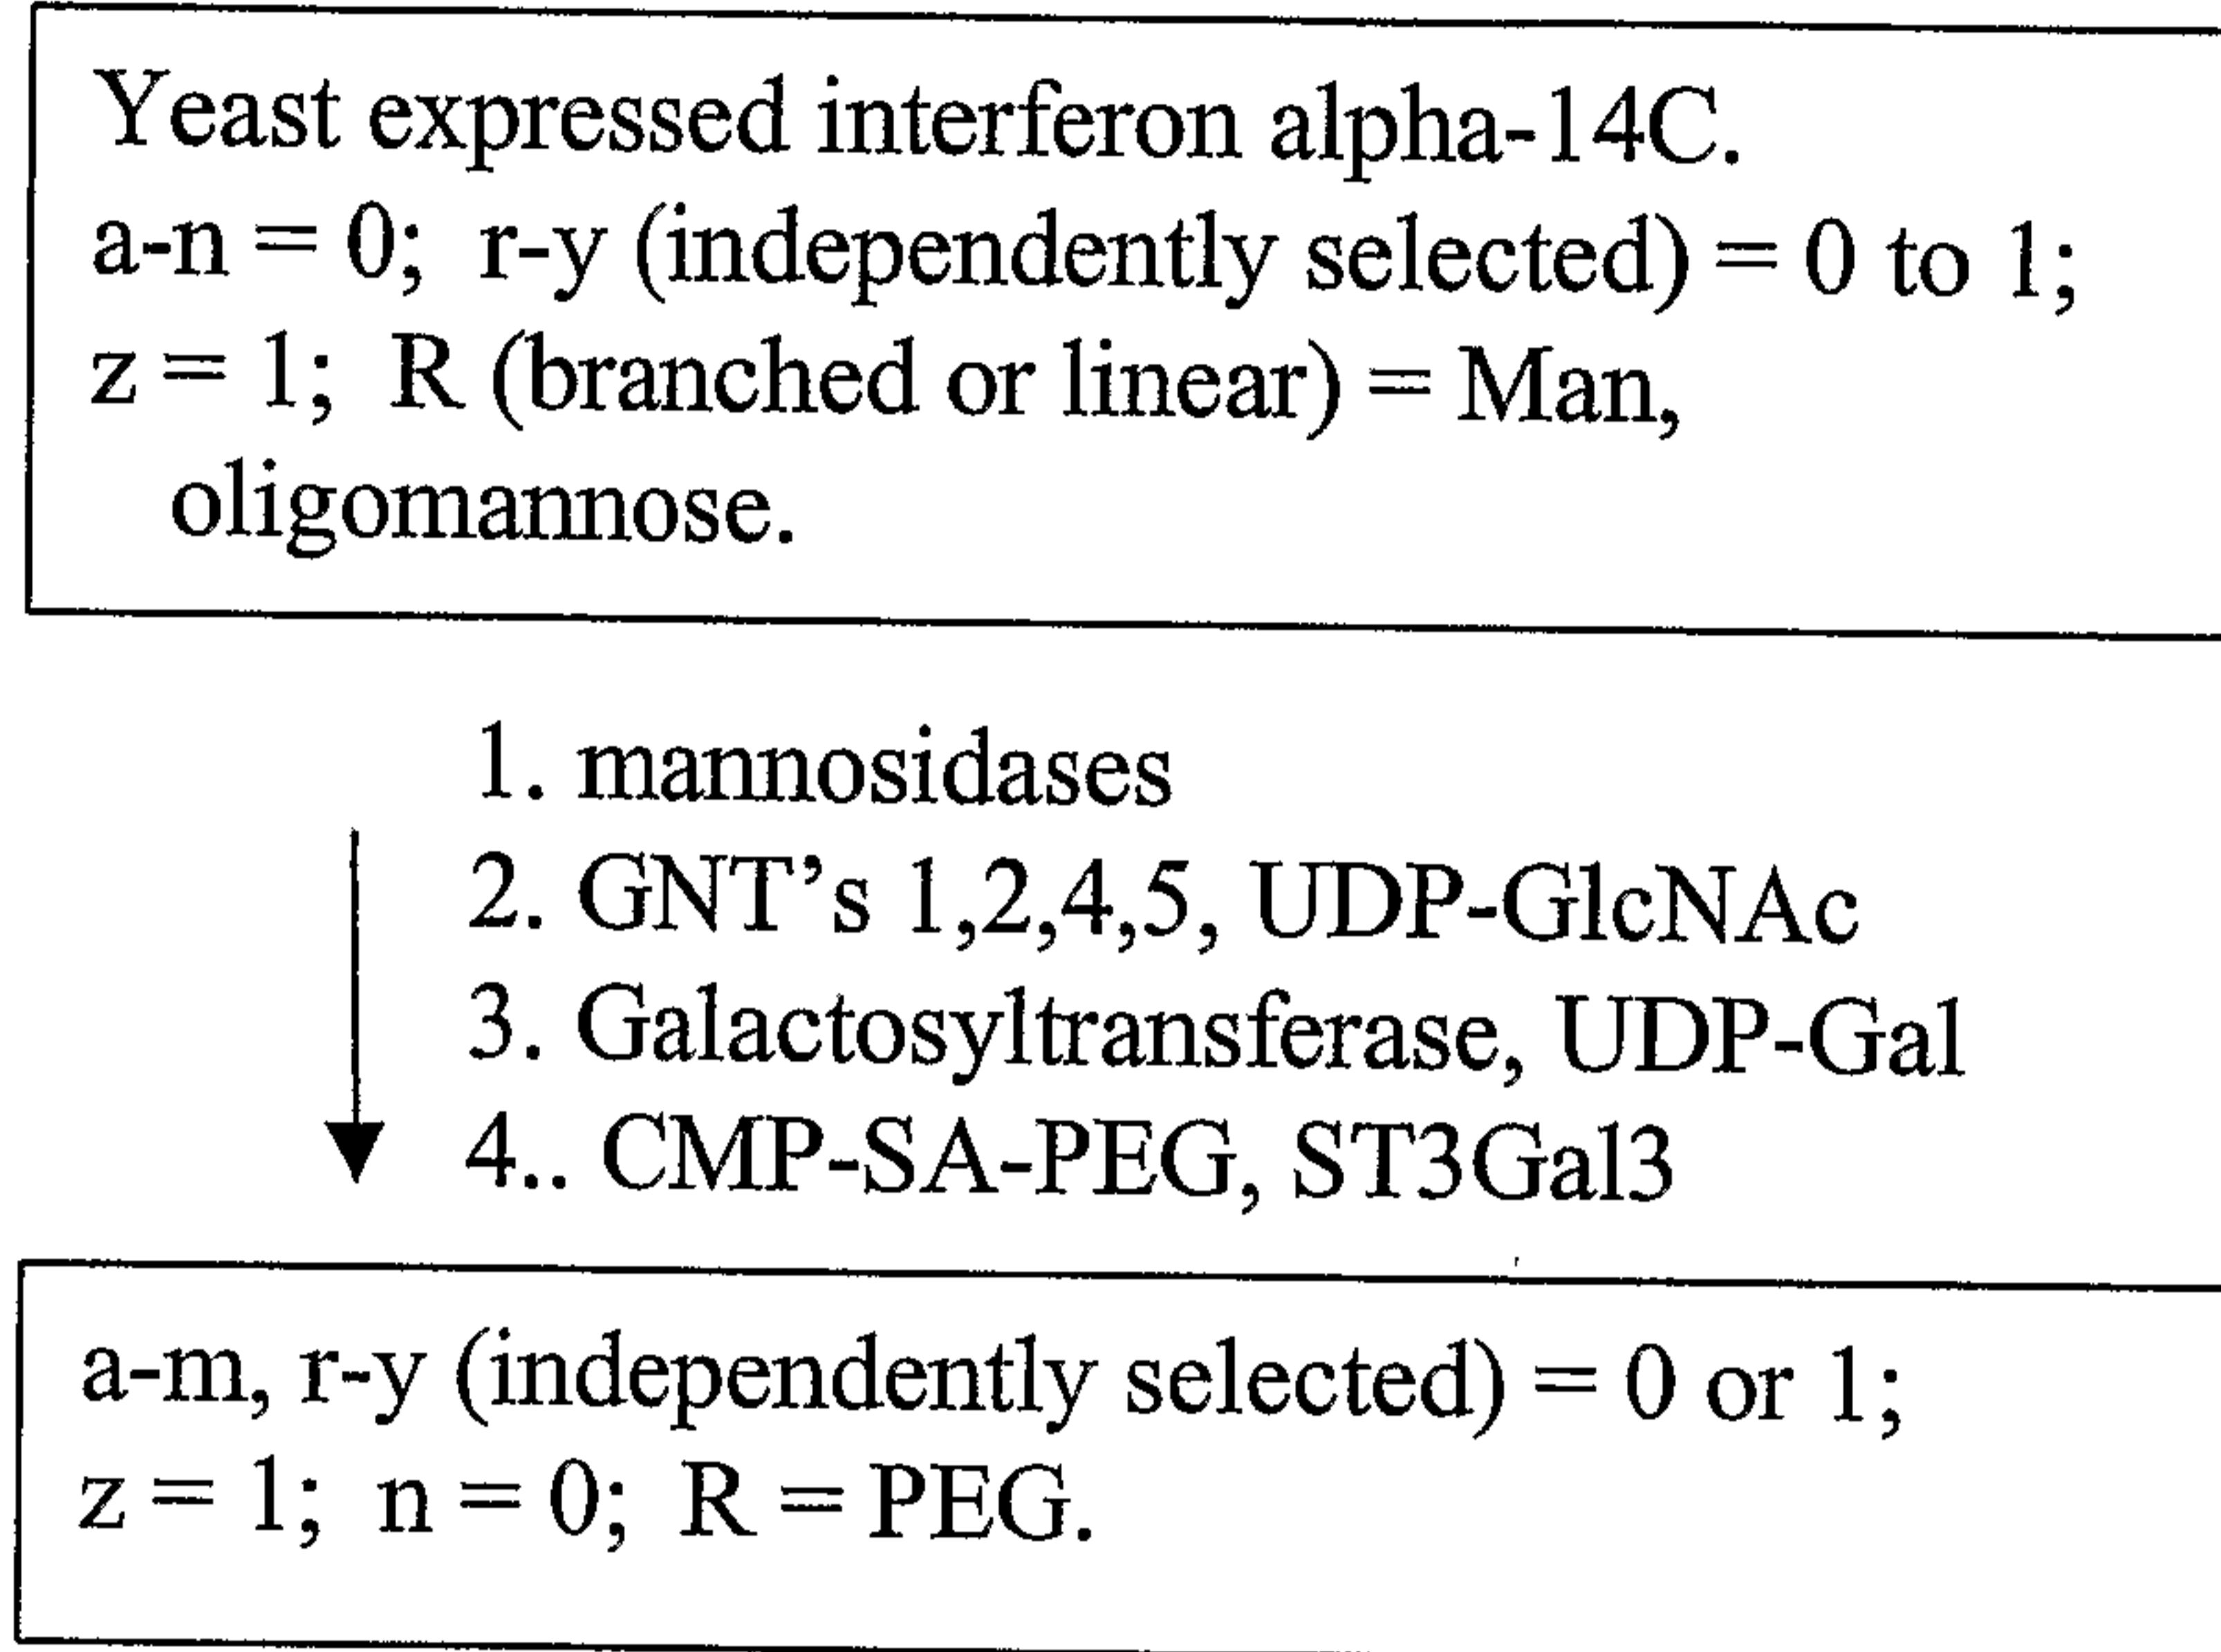 Yeast expressed interferon alpha-14C.
a-n = 0; r-y (independently selected) = 0 to 1;
z = 1; R (branched or linear) = Man,
oligomannose.
1. mannosidases
2. GNT's 1,2,4,5, UDP-GlcNAc
3. Galactosyltransferase, UDP-Gal
4.. CMP-SA-PEG, ST3Gal3
a-m, r-y (independently selected) = 0 or 1;
z = 1; n = 0; R = PEG.